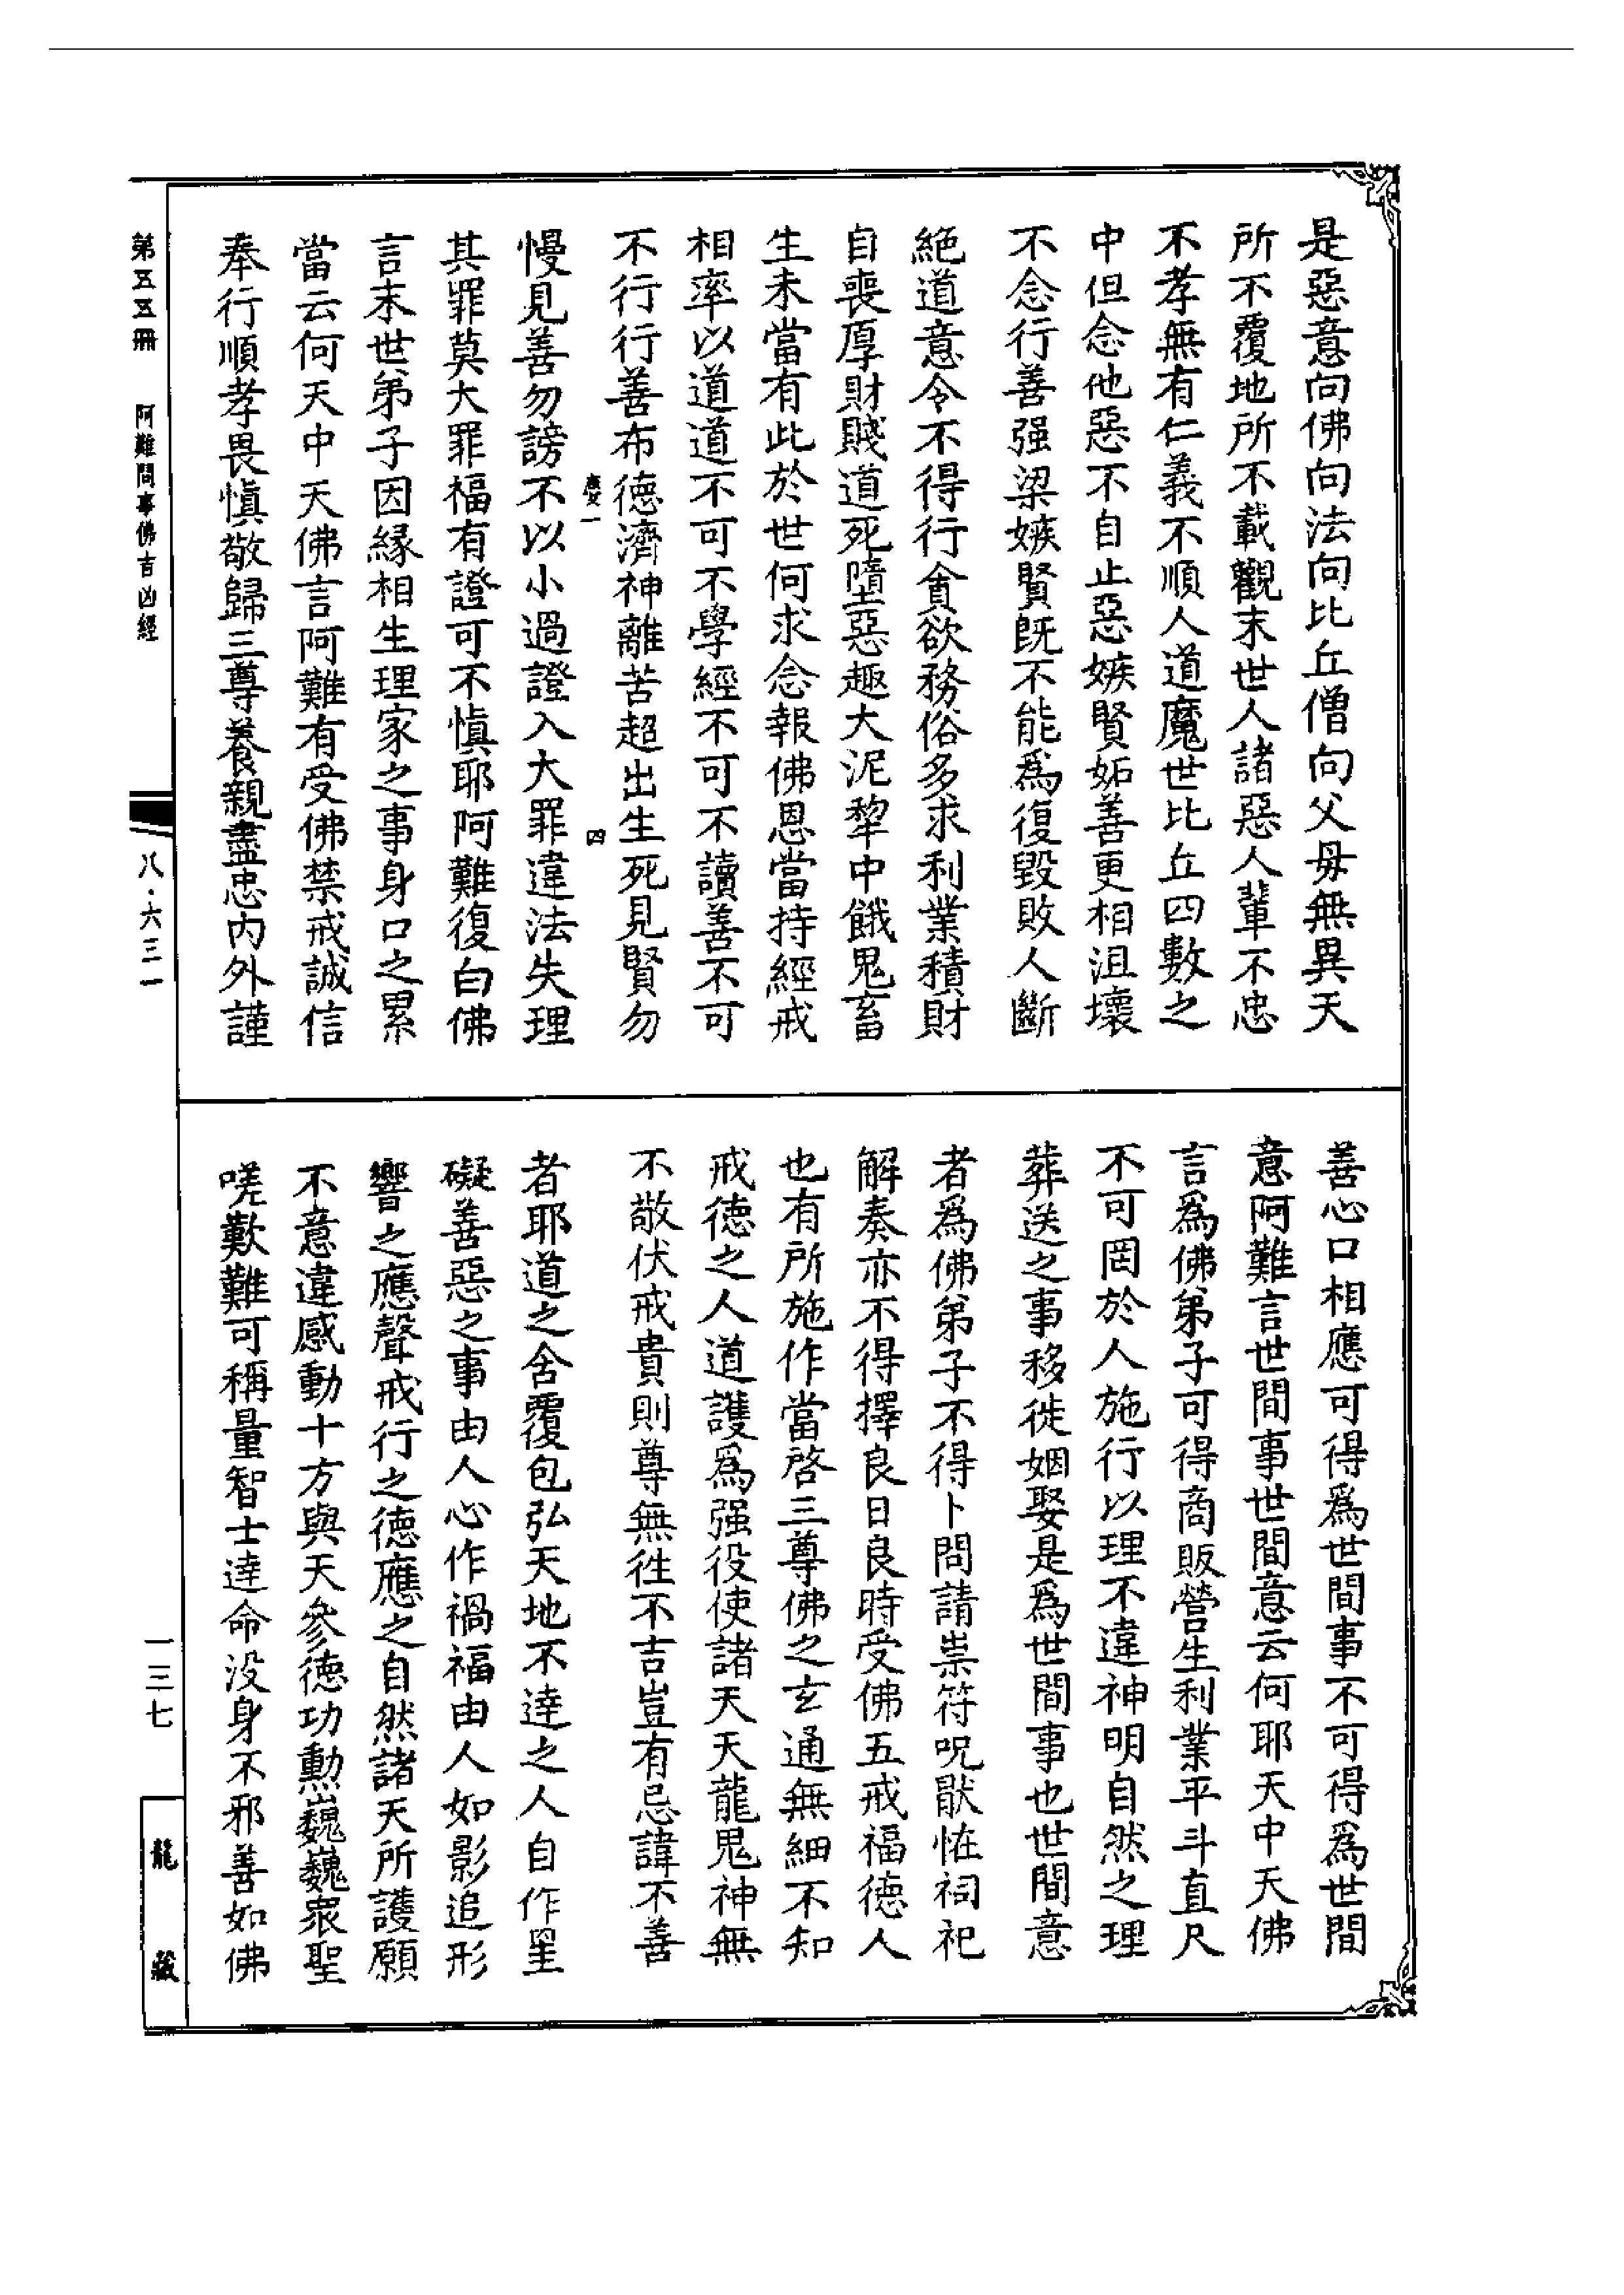 是惡意向佛向法向比丘僧向父母無異天
所不覆地所不載觀末世人諸惡人輩不忠
不孝無有仁義不順人道魔世比丘四數之
中但念他惡不自止惡嫉賢妬善更相沮壞
不念行善强梁嫉賢既不能爲復毀敗人斷
絕道意令不得行貪欲務俗多求利業積財
自喪厚財賤道死墮惡趣大泥犂中餓鬼畜
生未當有此於世何求念報佛恩當持經戒
相率以道道不可不學經不可不讀善不可
不行行善布德濟神離苦超出生死見賢勿
慶一
四
慢見善勿謗不以小過證入大罪違法失理
其罪莫大罪福有證可不慎耶阿難復白佛
言末世弟子因緣相生理家之事身口之累
當云何天中天佛言阿難有受佛禁戒誠信
奉行順孝畏慎敬歸三尊養親盡忠內外謹
善心口相應可得爲世間事不可得爲世間
意阿難言世間事世間意云何耶天中天佛
言爲佛弟子可得商販營生利業平斗直尺
不可罔於人施行以理不違神明自然之理
葬送之事移徙姻娶是爲世間事也世間意
者爲佛弟子不得卜問請祟符呪厭怪祠祀
解奏亦不得擇良日良時受佛五戒福德人
也有所施作當啓三尊佛之玄通無細不知
戒德之人道護爲强役使諸天天龍鬼神無
不敬伏戒貴則尊無往不吉豈有忌諱不善
者耶道之含覆包弘天地不達之人自作罣
礙善惡之事由人心作禍福由人如影追形
響之應聲戒行之德應之自然諸天所護願
不意違感動十方與天參德功勳巍巍衆聖
嗟歎難可稱量智士達命没身不邪善如佛
第五五冊
阿難問事佛吉凶經
八·六三一
一三七
龍藏